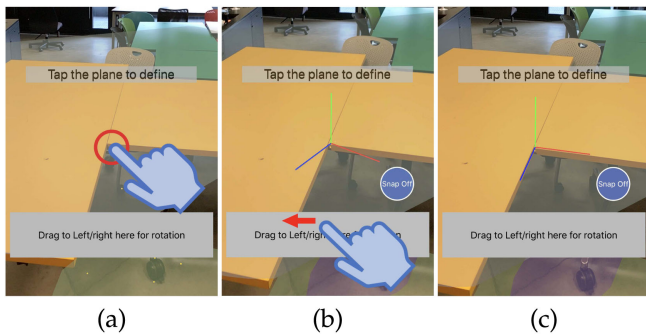 Tap the plane to define
Drag to Left/right here for rotation
(a)
Tap the plane to define
Snap Off
Drag to Left/righ
(b)
Tap the plane to define
Snap Off
Drag to Left/right here for rotation
(c)